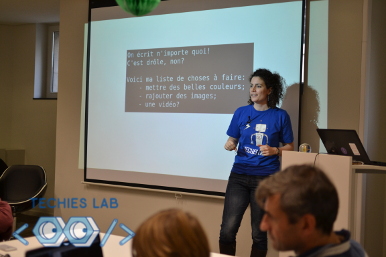 On écrit n'importe quoi!
C'est drôle, non?
Voici ma liste de choses à faire:
- mettre des belles couleurs;
- rajouter des images;
- une vidéo?
TECHIES LAB